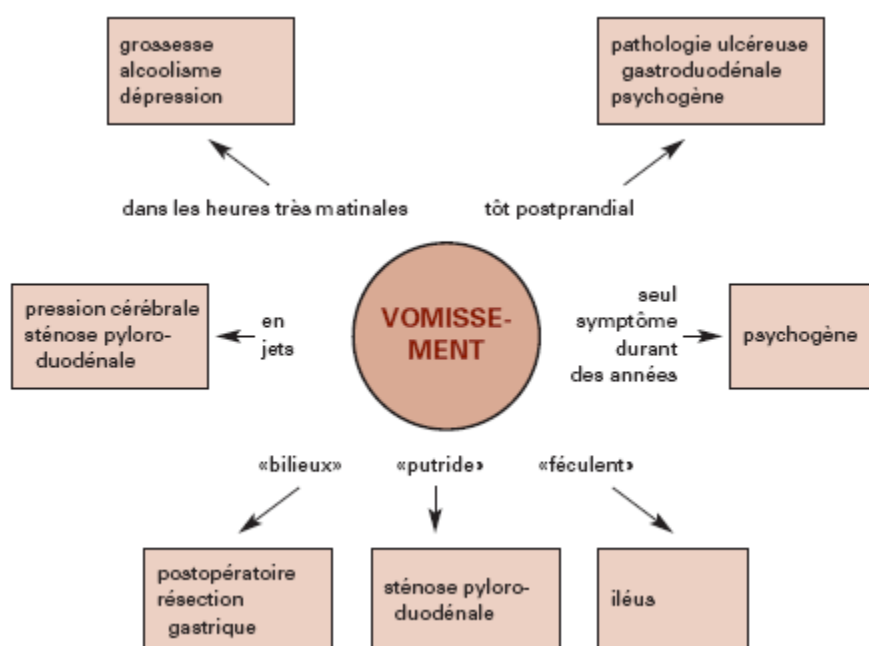 grossesse
alcoolisme
dépression
pathologie ulcéreuse
gastroduodénale
psychogène
dans les heures très matinales
tôt postprandial
pression cérébrale
sténose pyloro-
duodénale
en
jets
VOMISSE-
MENT
seul
symptôme
durant
des années
psychogène
«bilieux»
«putride»
«féculent»
postopératoire
résection
gastrique
sténose pyloro-
duodénale
iléus